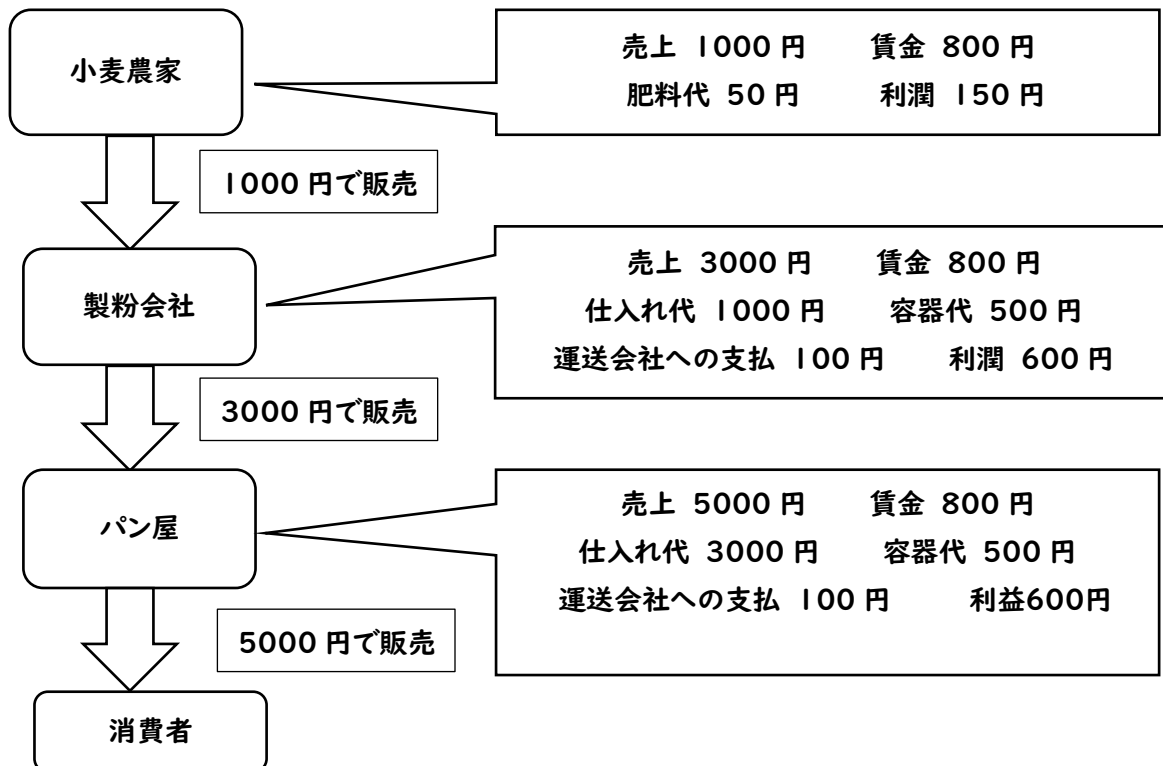 小麦農家
売上 1000 円 賃金 800 円
肥料代 50 円 利潤 150 円
1000 円で販売
製粉会社
売上 3000 円 賃金 800 円
仕入れ代 1000 円 容器代 500 円
運送会社への支払 100 円 利潤 600 円
3000 円で販売
パン屋
売上 5000 円 賃金 800 円
仕入れ代 3000 円 容器代 500 円
運送会社への支払 100 円 利益600円
5000 円で販売
消費者